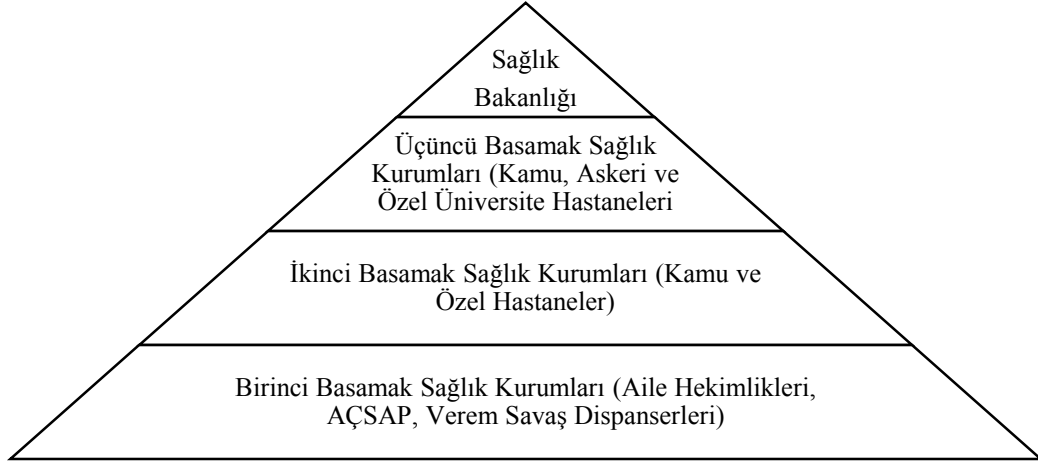 Sağlık
Bakanlığı
Üçüncü Basamak Sağlık
Kurumları (Kamu, Askeri ve
Özel Üniversite Hastaneleri
İkinci Basamak Sağlık Kurumları (Kamu ve
Özel Hastaneler)
Birinci Basamak Sağlık Kurumları (Aile Hekimlikleri,
AÇSAP, Verem Savaş Dispanserleri)